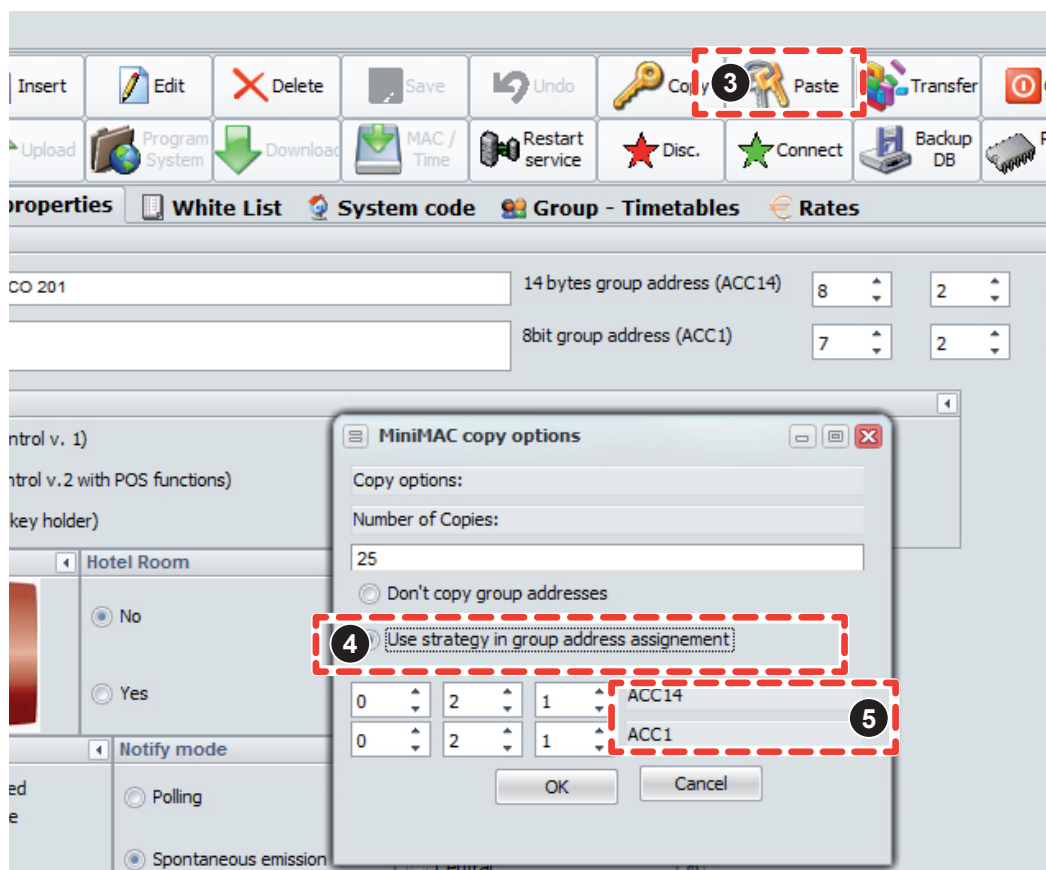 Insert Edit Delete Save Undo Copy 3 Paste Transfer
Upload Program System Download MAC / Time Restart service Disc. Connect Backup DB
properties White List System code Group - Timetables Rates
CO 201 14 bytes group address (ACC14) 8 2
8bit group address (ACC1) 7 2
ntrol v. 1)
ntrol v.2 with POS functions)
key holder)
Hotel Room
No
Yes
Notify mode
ed
e
Polling
Spontaneous emission
MiniMAC copy options
Copy options:
Number of Copies:
25
Don't copy group addresses
4 Use strategy in group address assignement
0 2 1 ACC14
5
0 2 1 ACC1
OK Cancel
Central